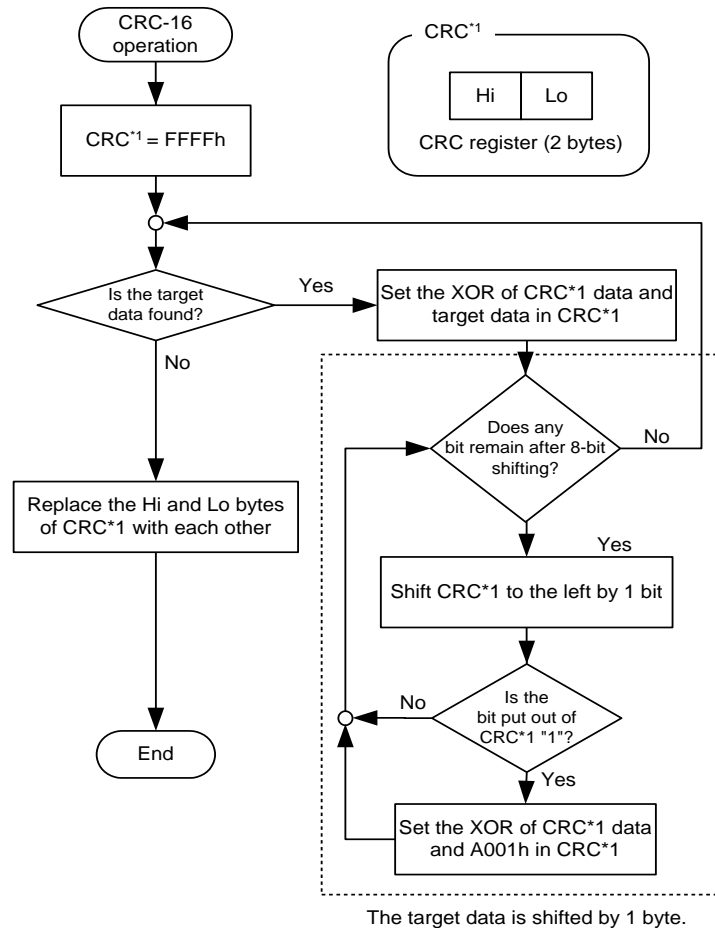 CRC-16
operation
CRC*1
Hi Lo
CRC register (2 bytes)
CRC*1 = FFFFh
Is the target
data found?
Yes
No
Set the XOR of CRC*1 data and
target data in CRC*1
Does any
bit remain after 8-bit
shifting?
No
Yes
Replace the Hi and Lo bytes
of CRC*1 with each other
Shift CRC*1 to the left by 1 bit
Is the
bit put out of
CRC*1 "1"?
No
Yes
End
Set the XOR of CRC*1 data
and A001h in CRC*1
The target data is shifted by 1 byte.